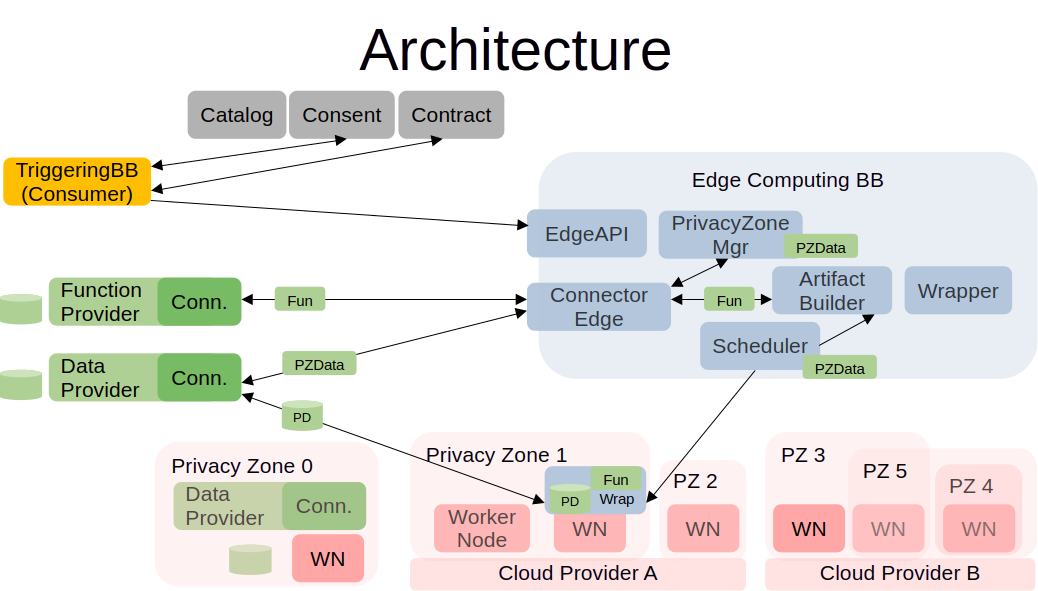 Architecture
Catalog
Consent
Contract
TriggeringBB
(Consumer)
Edge Computing BB
EdgeAPI
PrivacyZone
Mgr
PZData
Function
Provider
Conn.
Fun
Connector
Edge
Fun
Artifact
Builder
Wrapper
Scheduler
PZData
Data
Provider
Conn.
PZData
PD
Privacy Zone 0
Data
Provider
Conn.
WN
Privacy Zone 1
Fun
PD
Wrap
Worker
Node
WN
PZ 2
WN
Cloud Provider A
PZ 3
PZ 5
PZ 4
WN
WN
WN
Cloud Provider B